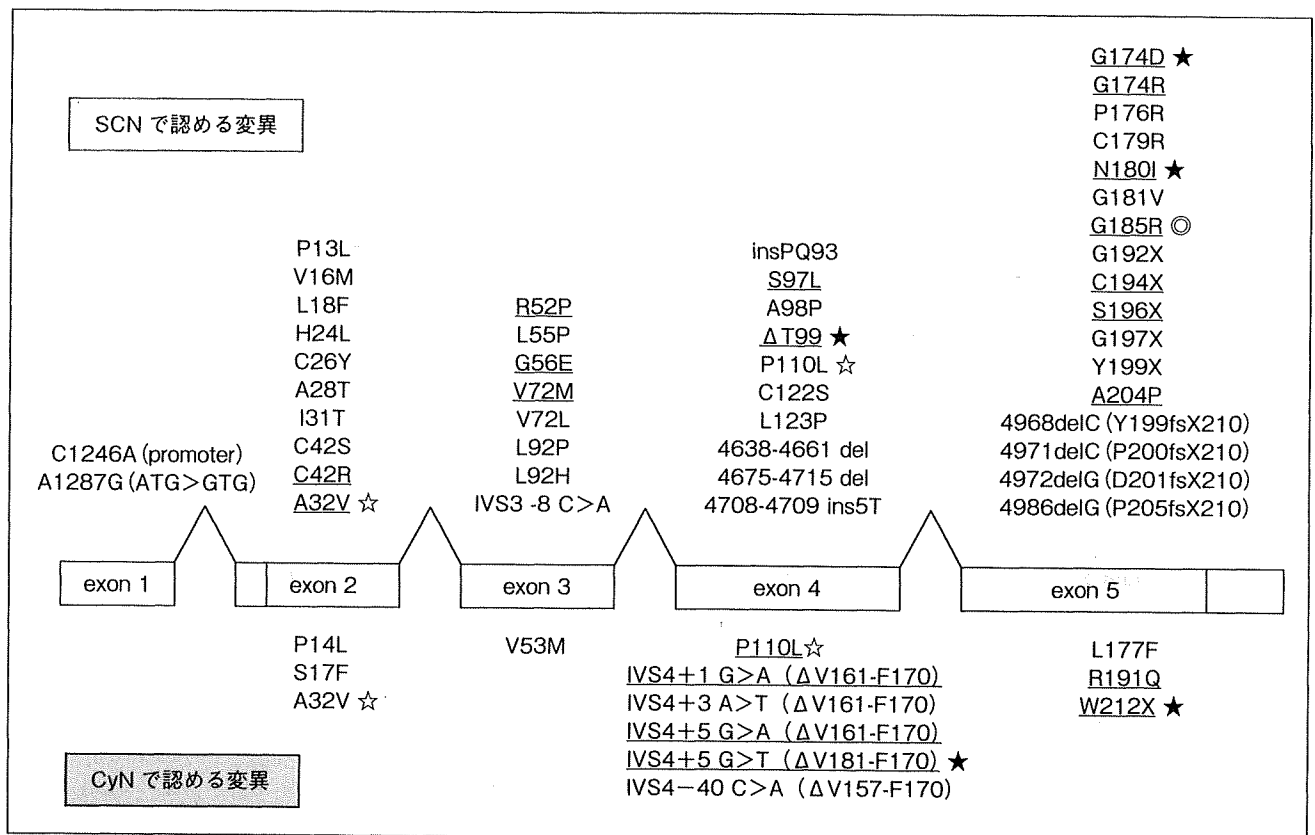 SCN で認める変異
C1246A (promoter)
A1287G (ATG>GTG)
P13L
V16M
L18F
H24L
C26Y
A28T
I31T
C42S
C42R
A32V ☆
R52P
L55P
G56E
V72M
V72L
L92P
L92H
IVS3 -8 C>A
insPQ93
S97L
A98P
ΔT99 ★
P110L ☆
C122S
L123P
4638-4661 del
4675-4715 del
4708-4709 ins5T
G174D ★
G174R
P176R
C179R
N180I ★
G181V
G185R ◎
G192X
C194X
S196X
G197X
Y199X
A204P
4968delC (Y199fsX210)
4971delC (P200fsX210)
4972delG (D201fsX210)
4986delG (P205fsX210)
exon 1
exon 2
exon 3
exon 4
exon 5
P14L
S17F
A32V ☆
V53M
P110L☆
IVS4+1 G>A (ΔV161-F170)
IVS4+3 A>T (ΔV161-F170)
IVS4+5 G>A (ΔV161-F170)
IVS4+5 G>T (ΔV181-F170) ★
IVS4−40 C>A (ΔV157-F170)
L177F
R191Q
W212X ★
CyN で認める変異